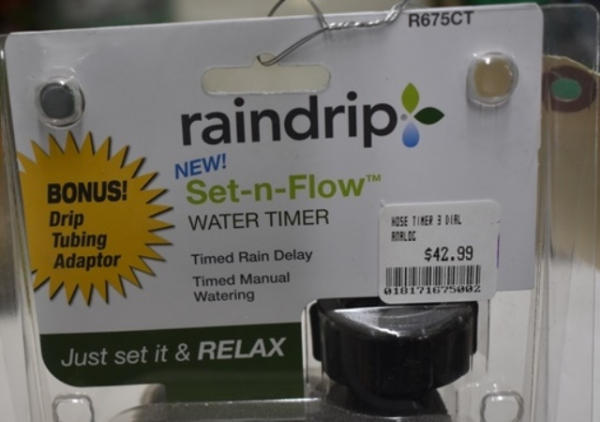 R675CT
raindrip
NEW!
Set-n-Flow™
WATER TIMER
BONUS!
Drip
Tubing
Adaptor
Timed Rain Delay
Timed Manual
Watering
HOSE TIMER 3 DIAL
ANALOG
$42.99
018171675002
Just set it & RELAX